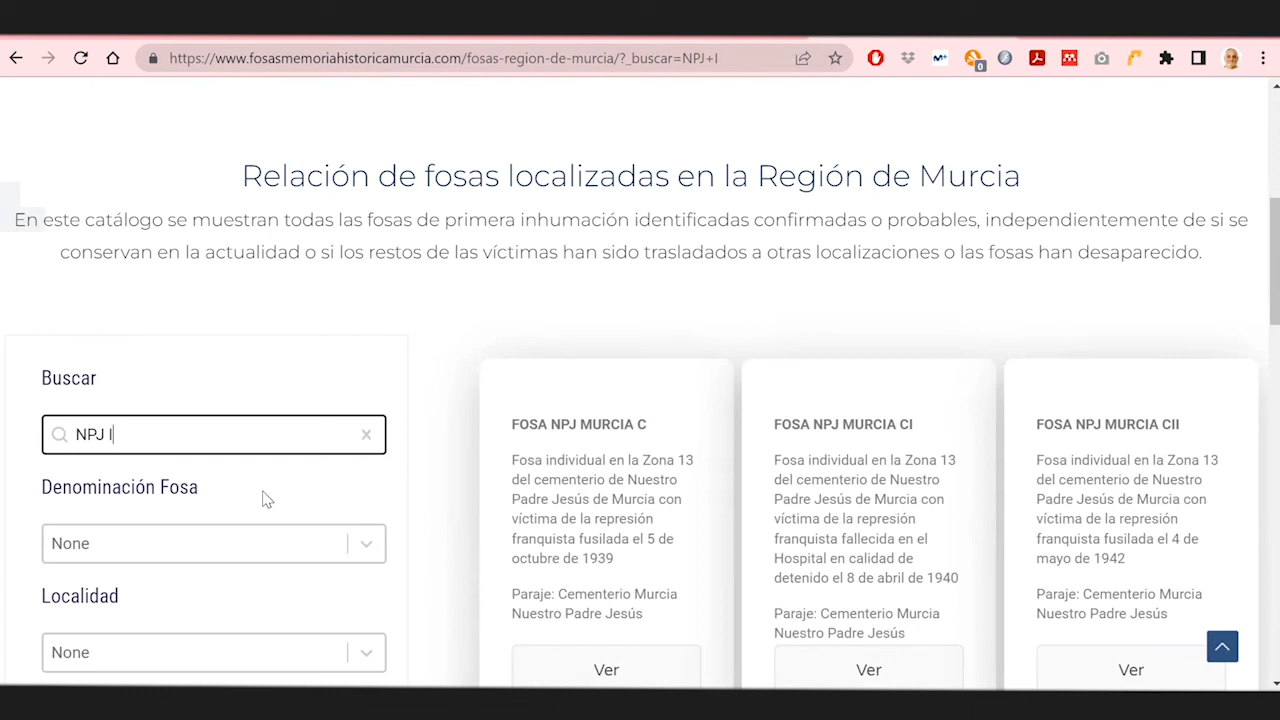 https://www.fosasmemoriahistoricamurcia.com/fosas-region-de-murcia/?_buscar=NPJ+I
0
Relación de fosas localizadas en la Región de Murcia
En este catálogo se muestran todas las fosas de primera inhumación identificadas confirmadas o probables, independientemente de si se
conservan en la actualidad o si los restos de las víctimas han sido trasladados a otras localizaciones o las fosas han desaparecido.
Buscar
NPJ I
Denominación Fosa
None
Localidad
None
FOSA NPJ MURCIA C
Fosa individual en la Zona 13
del cementerio de Nuestro
Padre Jesús de Murcia con
víctima de la represión
franquista fusilada el 5 de
octubre de 1939
Paraje: Cementerio Murcia
Nuestro Padre Jesús
Ver
FOSA NPJ MURCIA CI
Fosa individual en la Zona 13
del cementerio de Nuestro
Padre Jesús de Murcia con
víctima de la represión
franquista fallecida en el
Hospital en calidad de
detenido el 8 de abril de 1940
Paraje: Cementerio Murcia
Nuestro Padre Jesús
Ver
FOSA NPJ MURCIA CII
Fosa individual en la Zona 13
del cementerio de Nuestro
Padre Jesús de Murcia con
víctima de la represión
franquista fusilada el 4 de
mayo de 1942
Paraje: Cementerio Murcia
Nuestro Padre Jesús
Ver